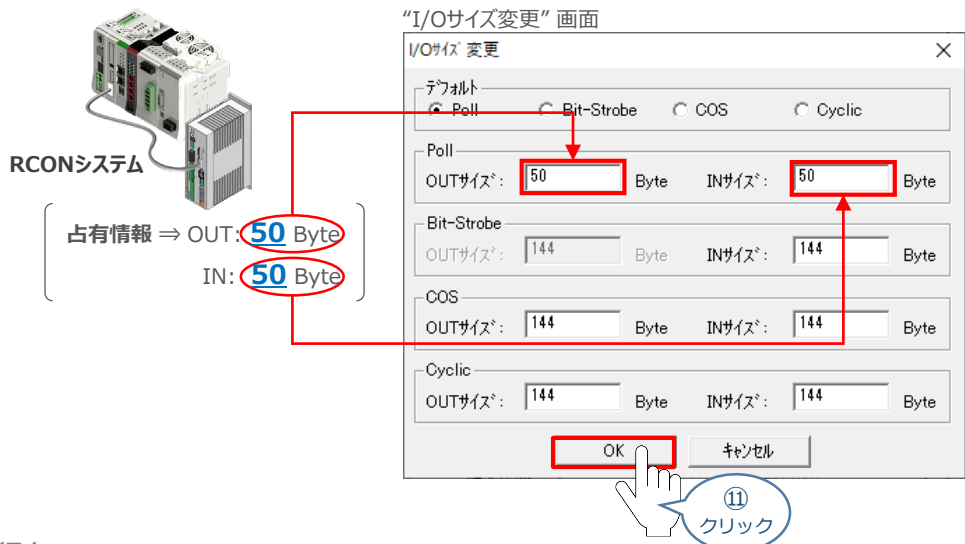 “I/Oサイズ変更” 画面
I/Oｻｲｽﾞ変更
ﾃﾞﾌｫﾙﾄ
Poll Bit-Strobe COS Cyclic
Poll
OUTｻｲｽﾞ: 50 Byte INｻｲｽﾞ: 50 Byte
RCONシステム
占有情報 ⇒ OUT: 50 Byte
IN: 50 Byte
Bit-Strobe
OUTｻｲｽﾞ: 144 Byte INｻｲｽﾞ: 144 Byte
COS
OUTｻｲｽﾞ: 144 Byte INｻｲｽﾞ: 144 Byte
Cyclic
OUTｻｲｽﾞ: 144 Byte INｻｲｽﾞ: 144 Byte
OK ｷｬﾝｾﾙ
⑪
クリック